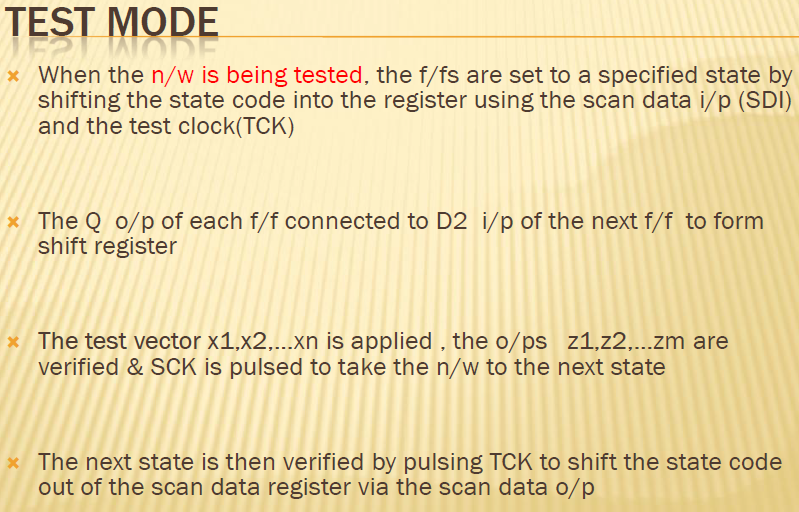 TEST MODE
When the n/w is being tested, the f/fs are set to a specified state by
shifting the state code into the register using the scan data i/p (SDI)
and the test clock(TCK)
The Q o/p of each f/f connected to D2 i/p of the next f/f to form
shift register
The test vector x1,x2,...xn is applied , the o/ps z1,z2,...zm are
verified & SCK is pulsed to take the n/w to the next state
The next state is then verified by pulsing TCK to shift the state code
out of the scan data register via the scan data o/p